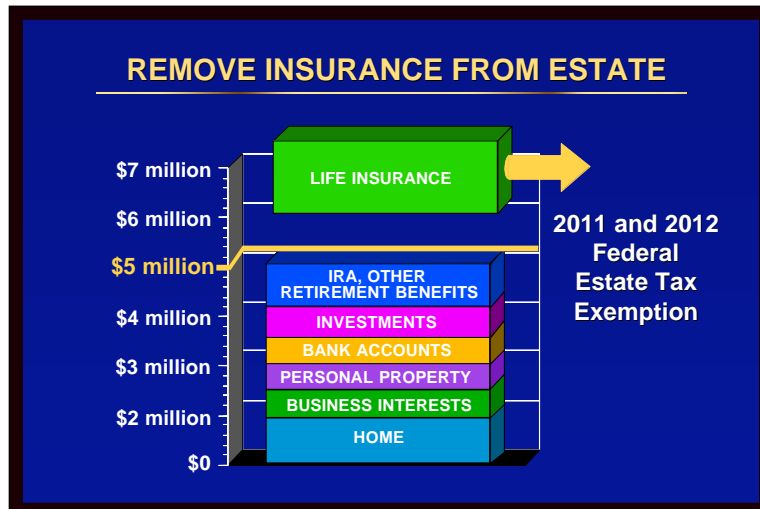 REMOVE INSURANCE FROM ESTATE
$7 million
LIFE INSURANCE
$6 million
2011 and 2012
Federal
Estate Tax
Exemption
$5 million
IRA, OTHER
RETIREMENT BENEFITS
$4 million
INVESTMENTS
BANK ACCOUNTS
$3 million
PERSONAL PROPERTY
BUSINESS INTERESTS
$2 million
HOME
$0